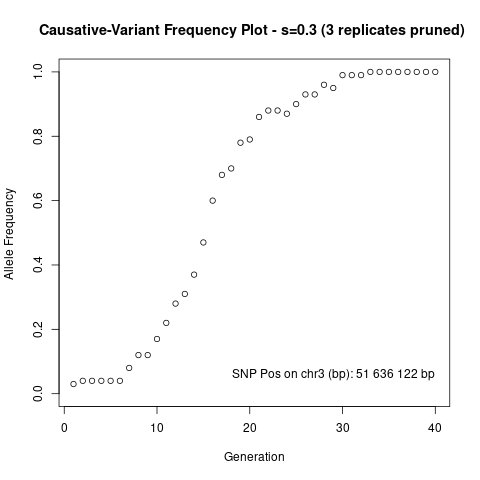 Causative-Variant Frequency Plot - s=0.3 (3 replicates pruned)
Allele Frequency
1.0
0.8
0.6
0.4
0.2
0.0
SNP Pos on chr3 (bp): 51 636 122 bp
0 10 20 30 40
Generation